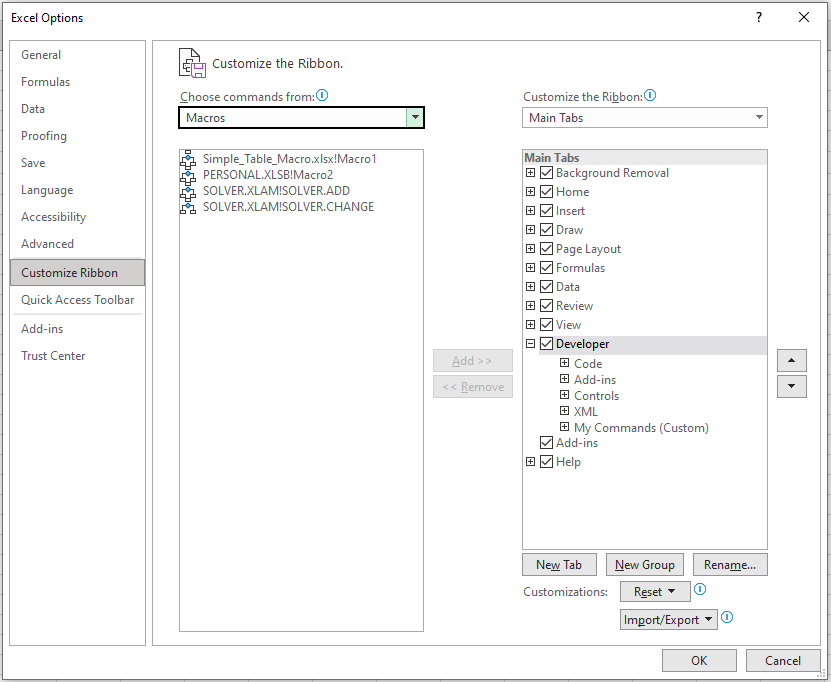 Excel Options
?
General
Formulas
Data
Proofing
Save
Language
Accessibility
Advanced
Customize Ribbon
Quick Access Toolbar
Add-ins
Trust Center
Customize the Ribbon.
Choose commands from:
Macros
Simple_Table_Macro.xlsx!Macro1
PERSONAL.XLSB!Macro2
SOLVER.XLAM!SOLVER.ADD
SOLVER.XLAM!SOLVER.CHANGE
Add >>
<< Remove
Customize the Ribbon:
Main Tabs
Main Tabs
Background Removal
Home
Insert
Draw
Page Layout
Formulas
Data
Review
View
Developer
Code
Add-ins
Controls
XML
My Commands (Custom)
Add-ins
Help
New Tab
New Group
Rename...
Customizations:
Reset
Import/Export
OK
Cancel